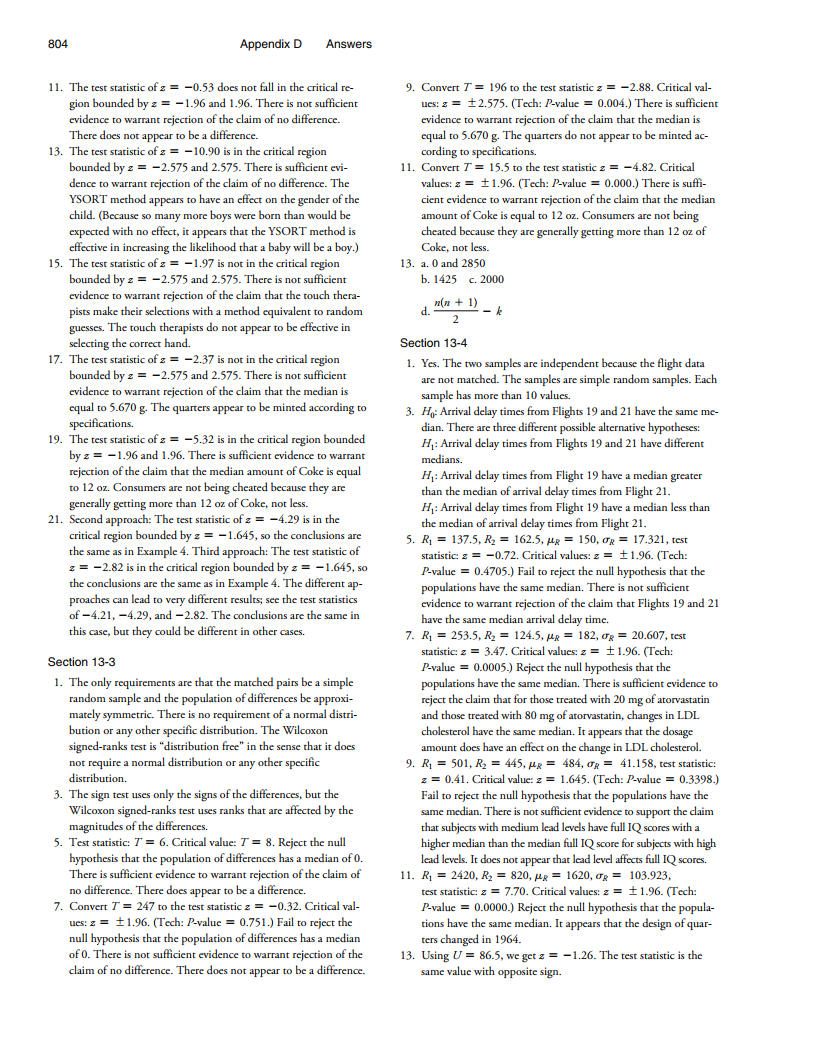 804 Appendix D Answers
11. The test statistic of z = −0.53 does not fall in the critical re-
gion bounded by z = −1.96 and 1.96. There is not sufficient
evidence to warrant rejection of the claim of no difference.
There does not appear to be a difference.
13. The test statistic of z = −10.90 is in the critical region
bounded by z = −2.575 and 2.575. There is sufficient evi-
dence to warrant rejection of the claim of no difference. The
YSORT method appears to have an effect on the gender of the
child. (Because so many more boys were born than would be
expected with no effect, it appears that the YSORT method is
effective in increasing the likelihood that a baby will be a boy.)
15. The test statistic of z = −1.97 is not in the critical region
bounded by z = −2.575 and 2.575. There is not sufficient
evidence to warrant rejection of the claim that the touch thera-
pists make their selections with a method equivalent to random
guesses. The touch therapists do not appear to be effective in
selecting the correct hand.
17. The test statistic of z = −2.37 is not in the critical region
bounded by z = −2.575 and 2.575. There is not sufficient
evidence to warrant rejection of the claim that the median is
equal to 5.670 g. The quarters appear to be minted according to
specifications.
19. The test statistic of z = −5.32 is in the critical region bounded
by z = −1.96 and 1.96. There is sufficient evidence to warrant
rejection of the claim that the median amount of Coke is equal
to 12 oz. Consumers are not being cheated because they are
generally getting more than 12 oz of Coke, not less.
21. Second approach: The test statistic of z = −4.29 is in the
critical region bounded by z = −1.645, so the conclusions are
the same as in Example 4. Third approach: The test statistic of
z = −2.82 is in the critical region bounded by z = −1.645, so
the conclusions are the same as in Example 4. The different ap-
proaches can lead to very different results; see the test statistics
of −4.21, −4.29, and −2.82. The conclusions are the same in
this case, but they could be different in other cases.
Section 13-3
1. The only requirements are that the matched pairs be a simple
random sample and the population of differences be approxi-
mately symmetric. There is no requirement of a normal distri-
bution or any other specific distribution. The Wilcoxon
signed-ranks test is “distribution free” in the sense that it does
not require a normal distribution or any other specific
distribution.
3. The sign test uses only the signs of the differences, but the
Wilcoxon signed-ranks test uses ranks that are affected by the
magnitudes of the differences.
5. Test statistic: T = 6. Critical value: T = 8. Reject the null
hypothesis that the population of differences has a median of 0.
There is sufficient evidence to warrant rejection of the claim of
no difference. There does appear to be a difference.
7. Convert T = 247 to the test statistic z = −0.32. Critical val-
ues: z = ±1.96. (Tech: P-value = 0.751.) Fail to reject the
null hypothesis that the population of differences has a median
of 0. There is not sufficient evidence to warrant rejection of the
claim of no difference. There does not appear to be a difference.
9. Convert T = 196 to the test statistic z = −2.88. Critical val-
ues: z = ±2.575. (Tech: P-value = 0.004.) There is sufficient
evidence to warrant rejection of the claim that the median is
equal to 5.670 g. The quarters do not appear to be minted ac-
cording to specifications.
11. Convert T = 15.5 to the test statistic z = −4.82. Critical
values: z = ±1.96. (Tech: P-value = 0.000.) There is suffi-
cient evidence to warrant rejection of the claim that the median
amount of Coke is equal to 12 oz. Consumers are not being
cheated because they are generally getting more than 12 oz of
Coke, not less.
13. a. 0 and 2850
b. 1425 c. 2000
d. n(n + 1)/2 − k
Section 13-4
1. Yes. The two samples are independent because the flight data
are not matched. The samples are simple random samples. Each
sample has more than 10 values.
3. H₀: Arrival delay times from Flights 19 and 21 have the same me-
dian. There are three different possible alternative hypotheses:
H₁: Arrival delay times from Flights 19 and 21 have different
medians.
H₁: Arrival delay times from Flight 19 have a median greater
than the median of arrival delay times from Flight 21.
H₁: Arrival delay times from Flight 19 have a median less than
the median of arrival delay times from Flight 21.
5. R₁ = 137.5, R₂ = 162.5, μ_R = 150, σ_R = 17.321, test
statistic: z = −0.72. Critical values: z = ±1.96. (Tech:
P-value = 0.4705.) Fail to reject the null hypothesis that the
populations have the same median. There is not sufficient
evidence to warrant rejection of the claim that Flights 19 and 21
have the same median arrival delay time.
7. R₁ = 253.5, R₂ = 124.5, μ_R = 182, σ_R = 20.607, test
statistic: z = 3.47. Critical values: z = ±1.96. (Tech:
P-value = 0.0005.) Reject the null hypothesis that the
populations have the same median. There is sufficient evidence to
reject the claim that for those treated with 20 mg of atorvastatin
and those treated with 80 mg of atorvastatin, changes in LDL
cholesterol have the same median. It appears that the dosage
amount does have an effect on the change in LDL cholesterol.
9. R₁ = 501, R₂ = 445, μ_R = 484, σ_R = 41.158, test statistic:
z = 0.41. Critical value: z = 1.645. (Tech: P-value = 0.3398.)
Fail to reject the null hypothesis that the populations have the
same median. There is not sufficient evidence to support the claim
that subjects with medium lead levels have full IQ scores with a
higher median than the median full IQ score for subjects with high
lead levels. It does not appear that lead level affects full IQ scores.
11. R₁ = 2420, R₂ = 820, μ_R = 1620, σ_R = 103.923,
test statistic: z = 7.70. Critical values: z = ±1.96. (Tech:
P-value = 0.0000.) Reject the null hypothesis that the popula-
tions have the same median. It appears that the design of quar-
ters changed in 1964.
13. Using U = 86.5, we get z = −1.26. The test statistic is the
same value with opposite sign.